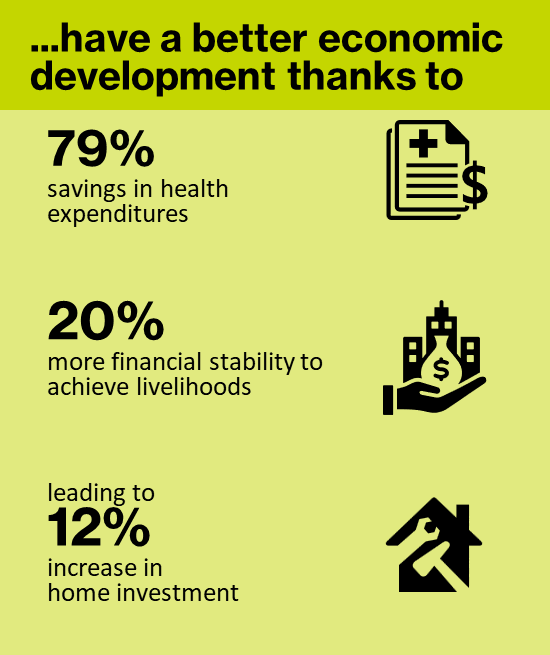 ...have a better economic
development thanks to
79%
savings in health
expenditures
$
20%
more financial stability to
achieve livelihoods
$
leading to
12%
increase in
home investment